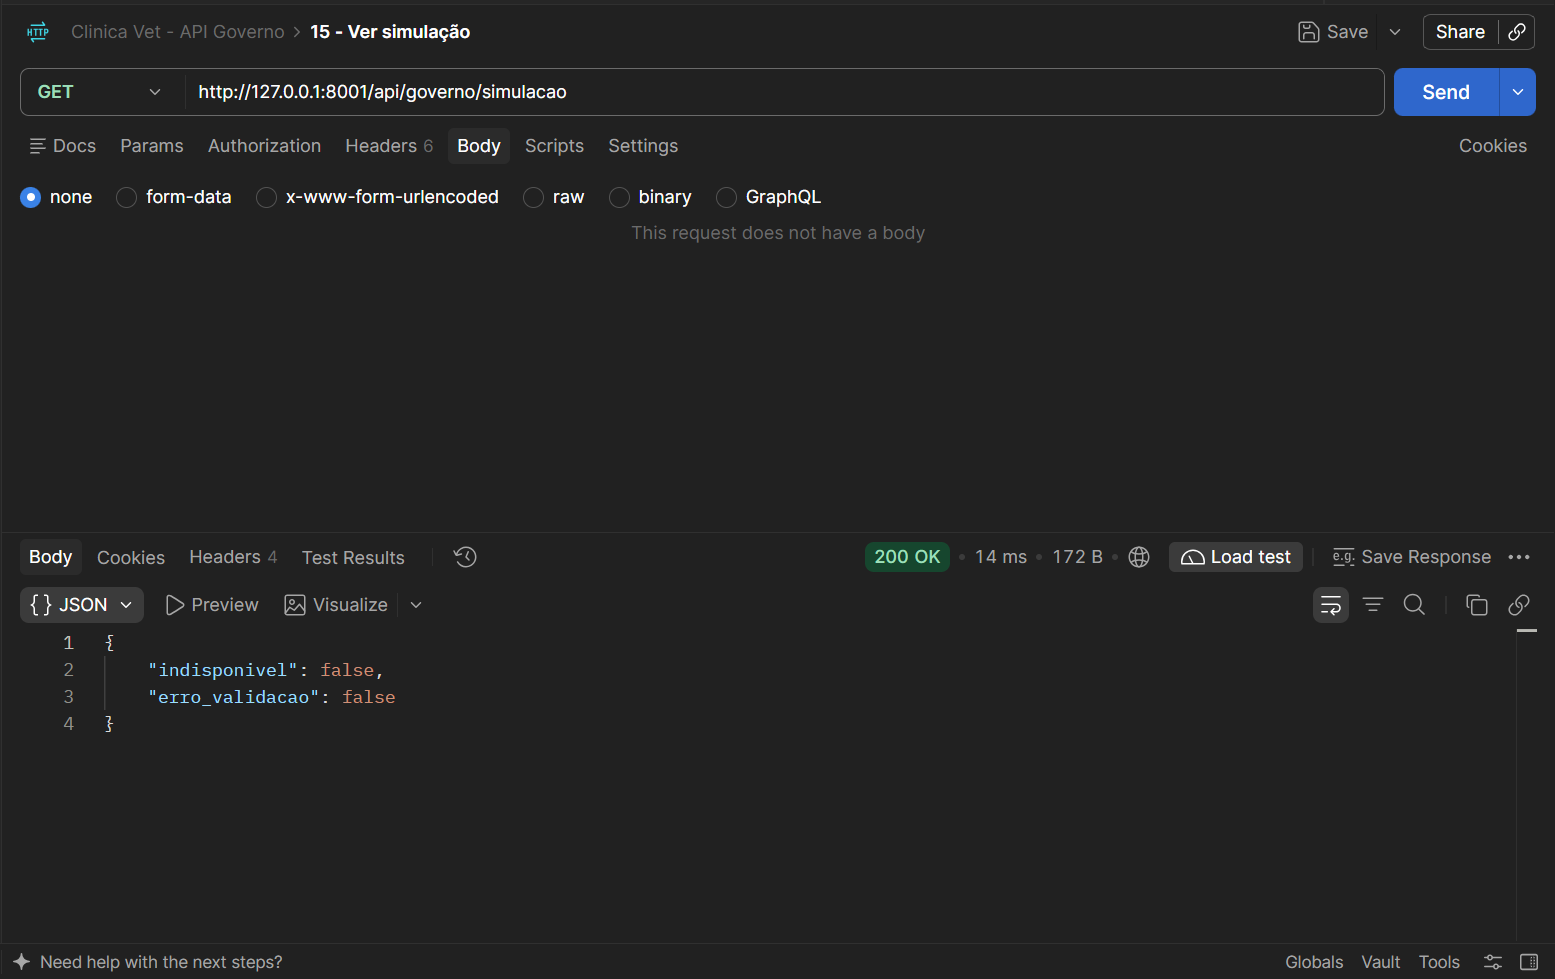 HTTP Clinica Vet - API Governo > 15 - Ver simulação Save Share
GET http://127.0.0.1:8001/api/governo/simulacao Send
Docs Params Authorization Headers 6 Body Scripts Settings Cookies
none form-data x-www-form-urlencoded raw binary GraphQL
This request does not have a body
Body Cookies Headers 4 Test Results 200 OK • 14 ms • 172 B • Load test e.g. Save Response
{ } JSON Preview Visualize
1 {
2 "indisponivel": false,
3 "erro_validacao": false
4 }
Need help with the next steps? Globals Vault Tools